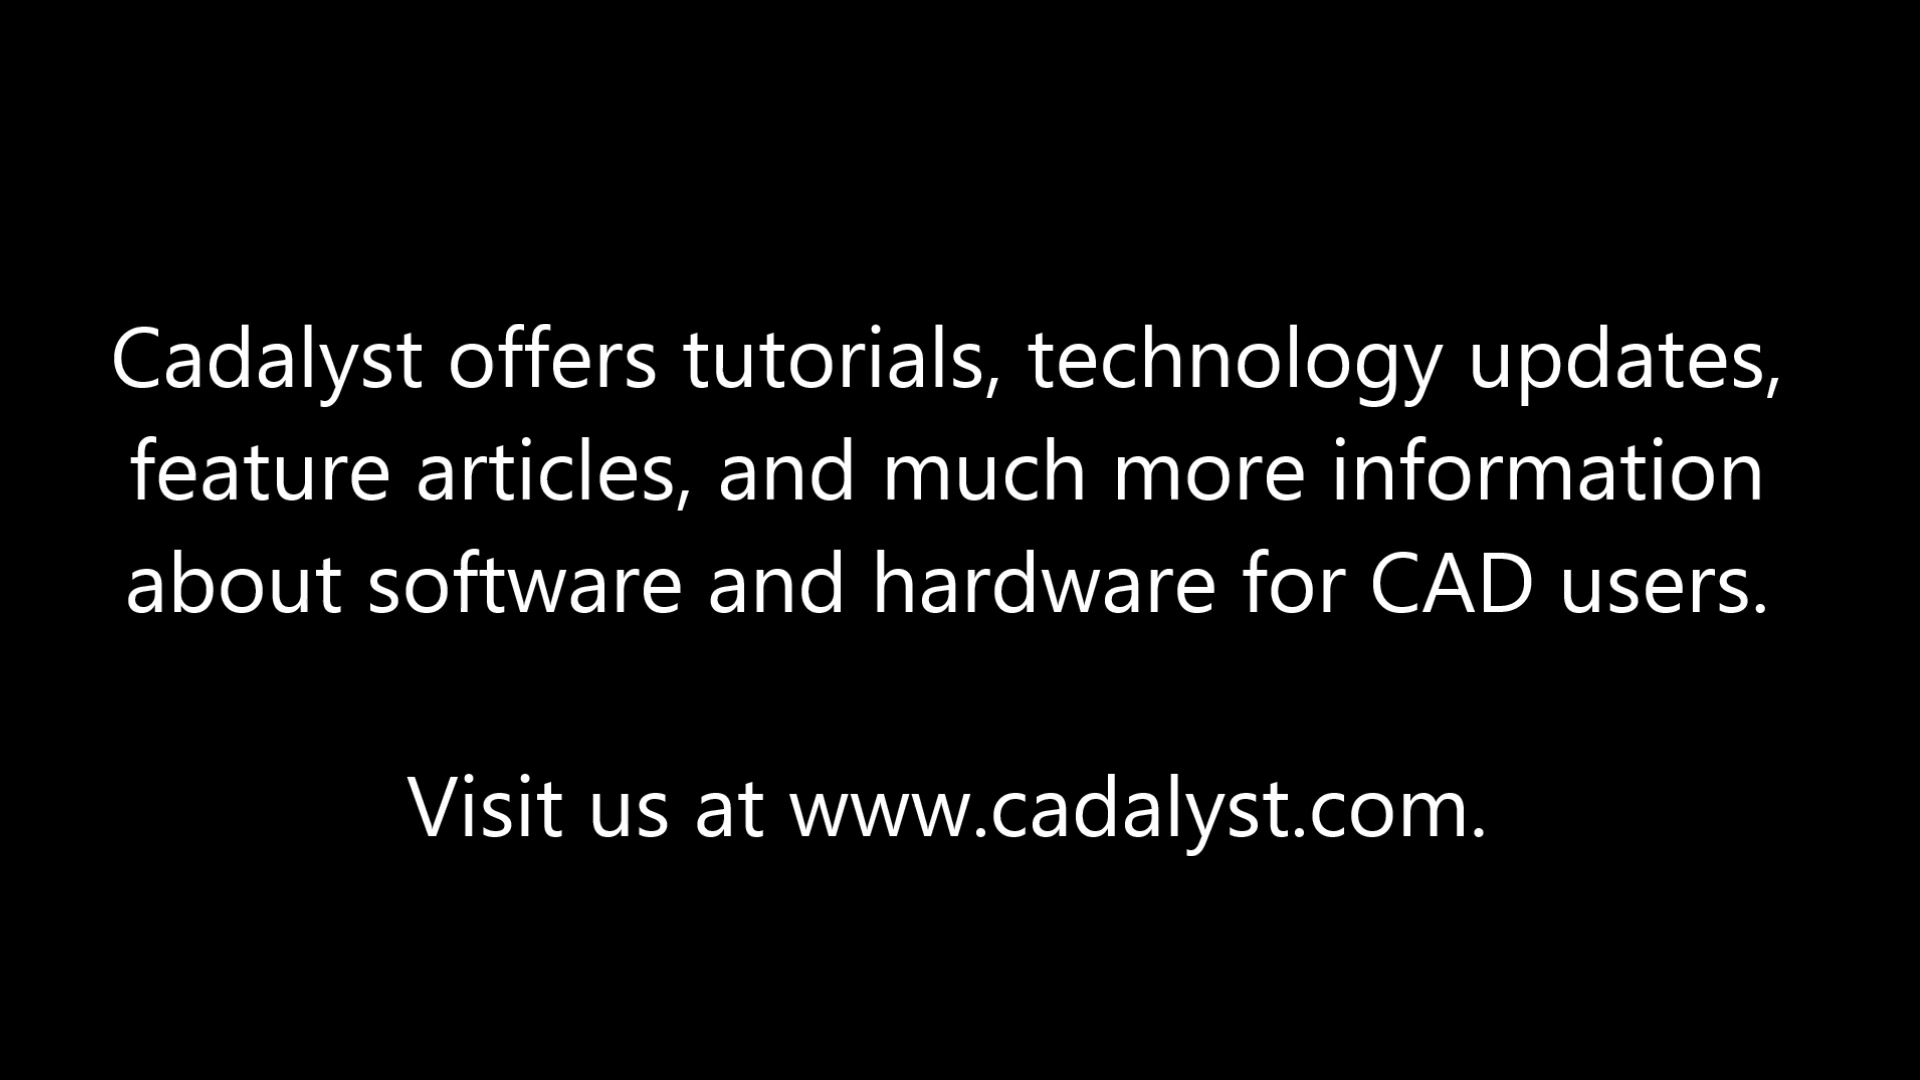 Cadalyst offers tutorials, technology updates,
feature articles, and much more information
about software and hardware for CAD users.
Visit us at www.cadalyst.com.